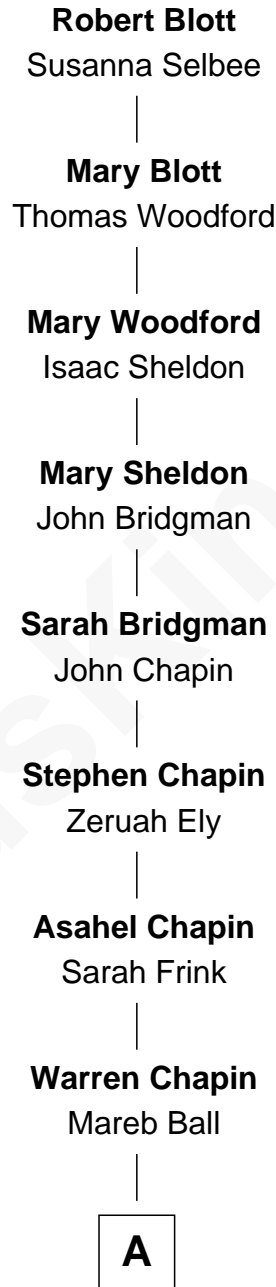 Robert Blott
Susanna Selbee
Mary Blott
Thomas Woodford
Mary Woodford
Isaac Sheldon
Mary Sheldon
John Bridgman
Sarah Bridgman
John Chapin
Stephen Chapin
Zeruah Ely
Asahel Chapin
Sarah Frink
Warren Chapin
Mareb Ball
A